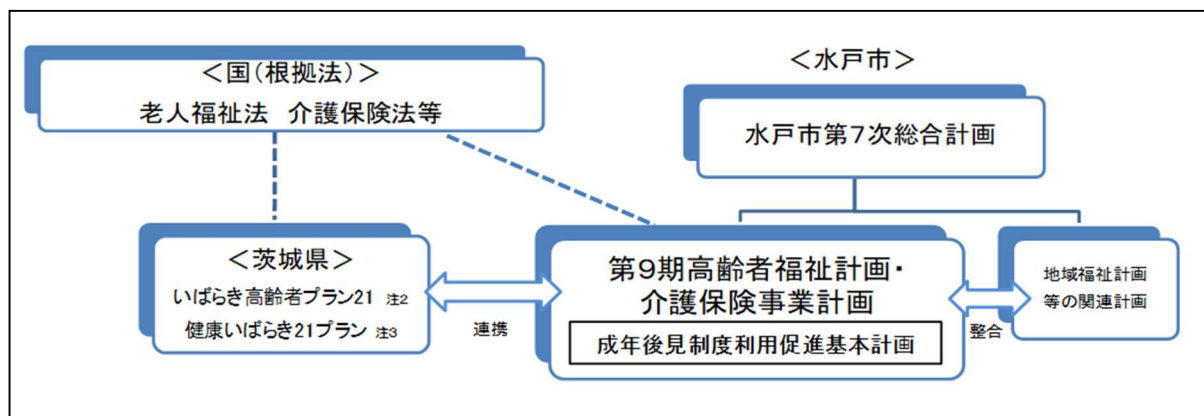 <国(根拠法)>
老人福祉法 介護保険法等
<水戸市>
水戸市第7次総合計画
<茨城県>
いばらき高齢者プラン21 注2
健康いばらき21プラン 注3
連携
第9期高齢者福祉計画・
介護保険事業計画
成年後見制度利用促進基本計画
整合
地域福祉計画
等の関連計画